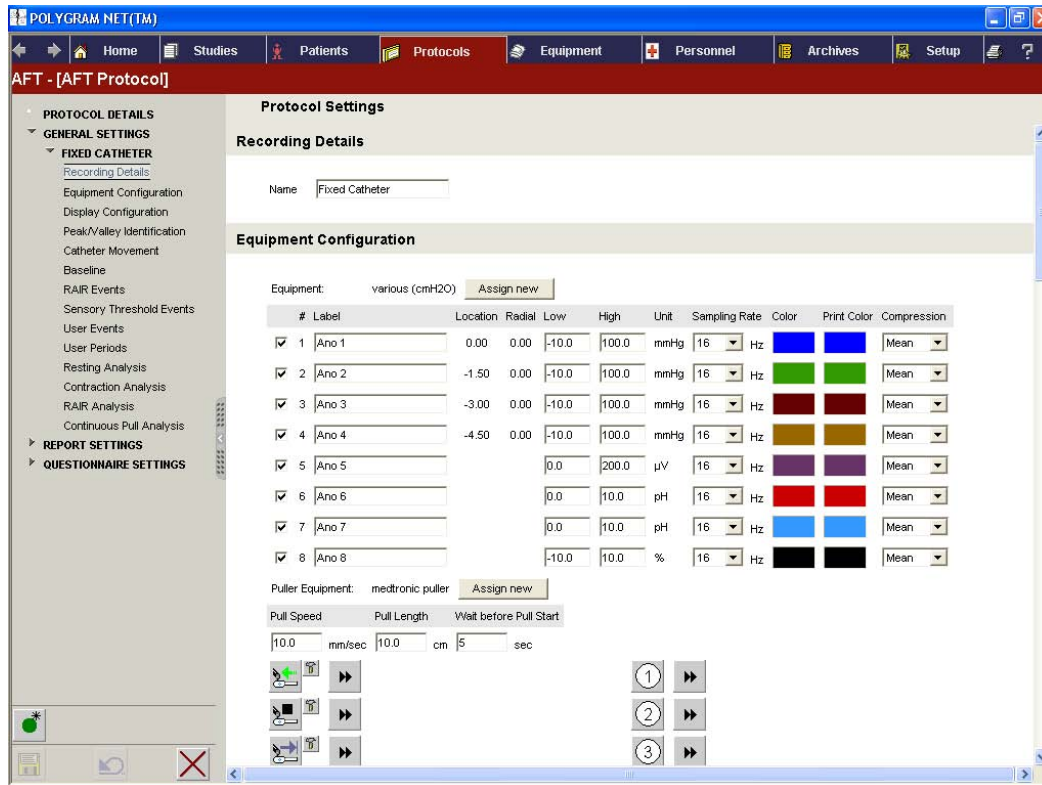 POLYGRAM NET(TM)
Home Studies Patients Protocols Equipment Personnel Archives Setup ?
AFT - [AFT Protocol]
PROTOCOL DETAILS
GENERAL SETTINGS
FIXED CATHETER
Recording Details
Equipment Configuration
Display Configuration
Peak/Valley Identification
Catheter Movement
Baseline
RAIR Events
Sensory Threshold Events
User Events
User Periods
Resting Analysis
Contraction Analysis
RAIR Analysis
Continuous Pull Analysis
REPORT SETTINGS
QUESTIONNAIRE SETTINGS
Protocol Settings
Recording Details
Name Fixed Catheter
Equipment Configuration
Equipment: various (cmH2O) Assign new
# Label Location Radial Low High Unit Sampling Rate Color Print Color Compression
1 Ano 1 0.00 0.00 -10.0 100.0 mmHg 16 Hz Mean
2 Ano 2 -1.50 0.00 -10.0 100.0 mmHg 16 Hz Mean
3 Ano 3 -3.00 0.00 -10.0 100.0 mmHg 16 Hz Mean
4 Ano 4 -4.50 0.00 -10.0 100.0 mmHg 16 Hz Mean
5 Ano 5 0.0 200.0 µV 16 Hz Mean
6 Ano 6 0.0 10.0 pH 16 Hz Mean
7 Ano 7 0.0 10.0 pH 16 Hz Mean
8 Ano 8 -10.0 10.0 % 16 Hz Mean
Puller Equipment: medtronic puller Assign new
Pull Speed Pull Length Wait before Pull Start
10.0 mm/sec 10.0 cm 5 sec
1
2
3